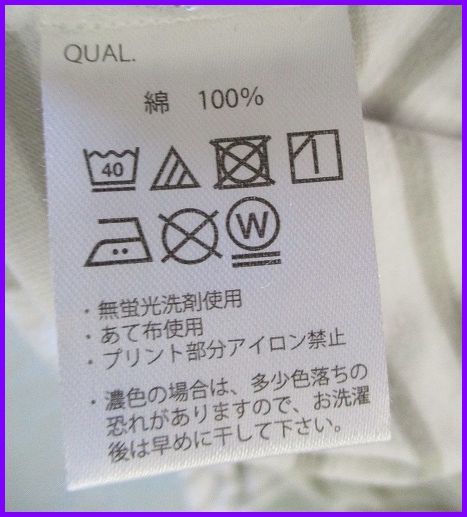 QUAL.
綿 100%
40
W
・無蛍光洗剤使用
・あて布使用
・プリント部分アイロン禁止
・濃色の場合は、多少色落ちの
恐れがありますので、お洗濯
後は早めに干して下さい。